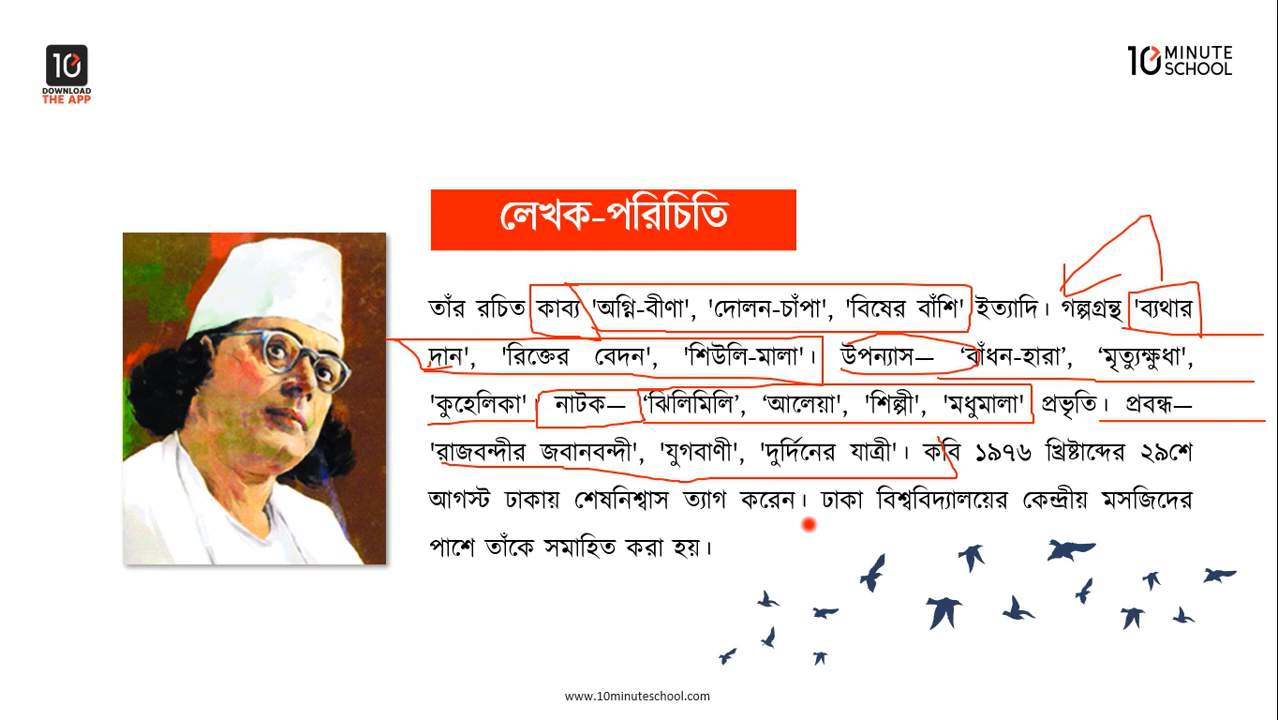 10
DOWNLOAD
THE APP
10 MINUTE
SCHOOL
লেখক-পরিচিতি
তাঁর রচিত কাব্য 'অগ্নি-বীণা', 'দোলন-চাঁপা', 'বিষের বাঁশি' ইত্যাদি। গল্পগ্রন্থ 'ব্যথার
দান', 'রিক্তের বেদন', 'শিউলি-মালা'। উপন্যাস— ‘বাঁধন-হারা’, ‘মৃত্যুক্ষুধা',
'কুহেলিকা'। নাটক— ‘ঝিলিমিলি’, ‘আলেয়া', 'শিল্পী', 'মধুমালা' প্রভৃতি। প্রবন্ধ—
'রাজবন্দীর জবানবন্দী', 'যুগবাণী', 'দুর্দিনের যাত্রী'। কবি ১৯৭৬ খ্রিষ্টাব্দের ২৯শে
আগস্ট ঢাকায় শেষনিশ্বাস ত্যাগ করেন। ঢাকা বিশ্ববিদ্যালয়ের কেন্দ্রীয় মসজিদের
পাশে তাঁকে সমাহিত করা হয়।
www.10minuteschool.com